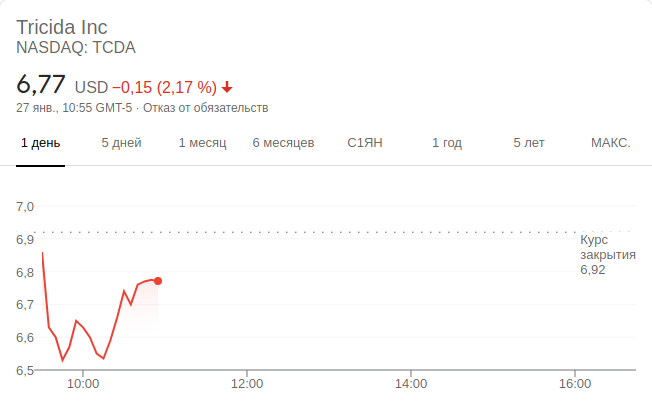 Tricida Inc
NASDAQ: TCDA
6,77 USD −0,15 (2,17 %)
27 янв., 10:55 GMT-5 · Отказ от обязательств
1 день 5 дней 1 месяц 6 месяцев С1ЯН 1 год 5 лет МАКС.
7,0
6,9
6,8
6,7
6,6
6,5
Курс
закрытия
6,92
10:00 12:00 14:00 16:00